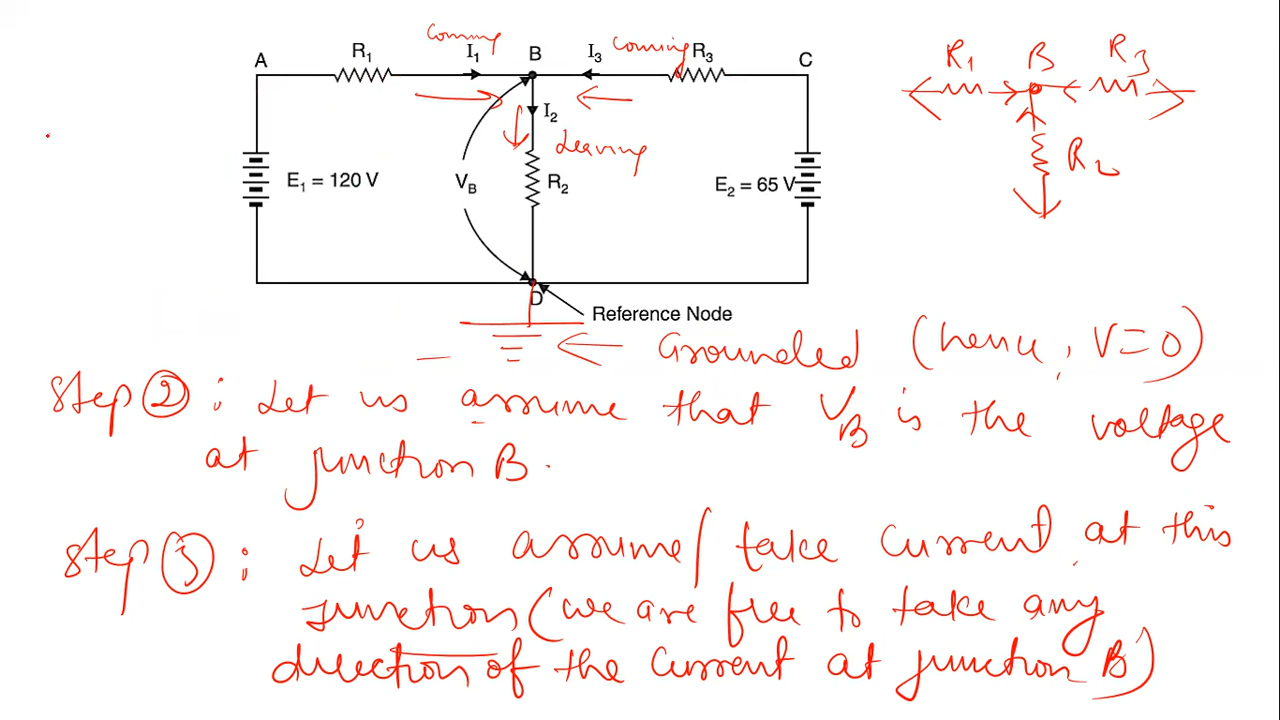 Coming
Coming
A R₁ I₁ B I₃ R₃ C
R₁ B R₃
I₂
Leaving
E₁ = 120 V V_B R₂ E₂ = 65 V
R₂
D
Reference Node
Grounded (hence, V=0)
Step ② : Let us assume that V_B is the voltage
at junction B.
Step ③ : Let us assume/take current at this
junction (we are free to take any
direction of the current at junction B)